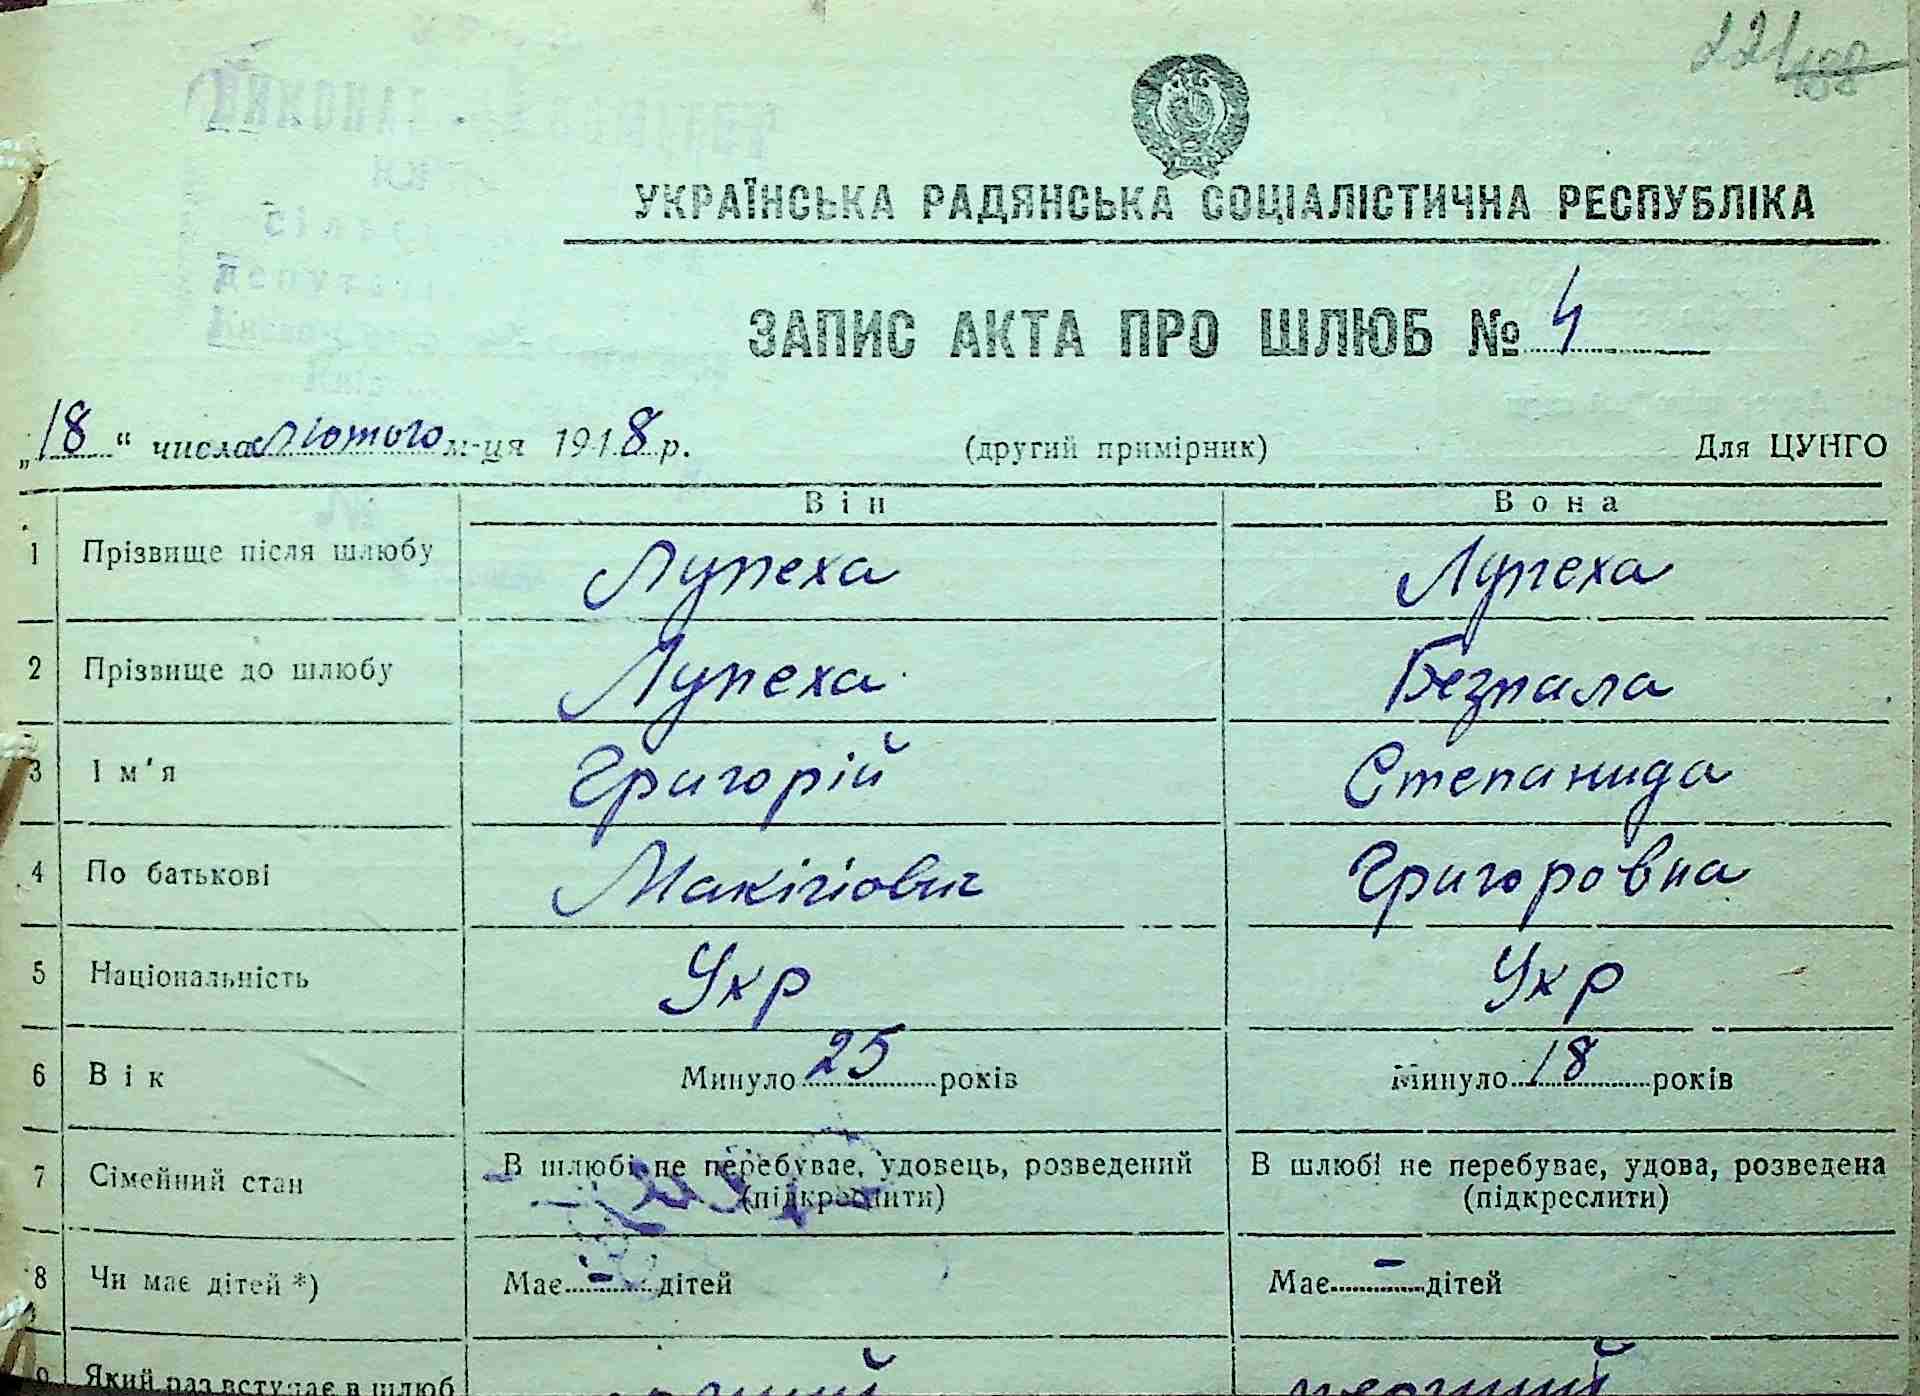 221 188
УКРАЇНСЬКА РАДЯНСЬКА СОЦІАЛІСТИЧНА РЕСПУБЛІКА
ЗАПИС АКТА ПРО ШЛЮБ № 4
„18“ числа лютого м-ця 1948 р. (другий примірник) Для ЦУНГО
Він Вона
1 Прізвище після шлюбу Лупеха Лупеха
2 Прізвище до шлюбу Лупеха Безпала
3 Ім'я Григорій Степанида
4 По батькові Григоровна
5 Національність Укр Укр
6 Вік Минуло 25 років Минуло 18 років
7 Сімейний стан В шлюбі не перебуває, удовець, розведений (підкреслити) В шлюбі не перебуває, удова, розведена (підкреслити)
8 Чи має дітей *) Має - дітей Має - дітей
9 Який раз вступає в шлюб перший